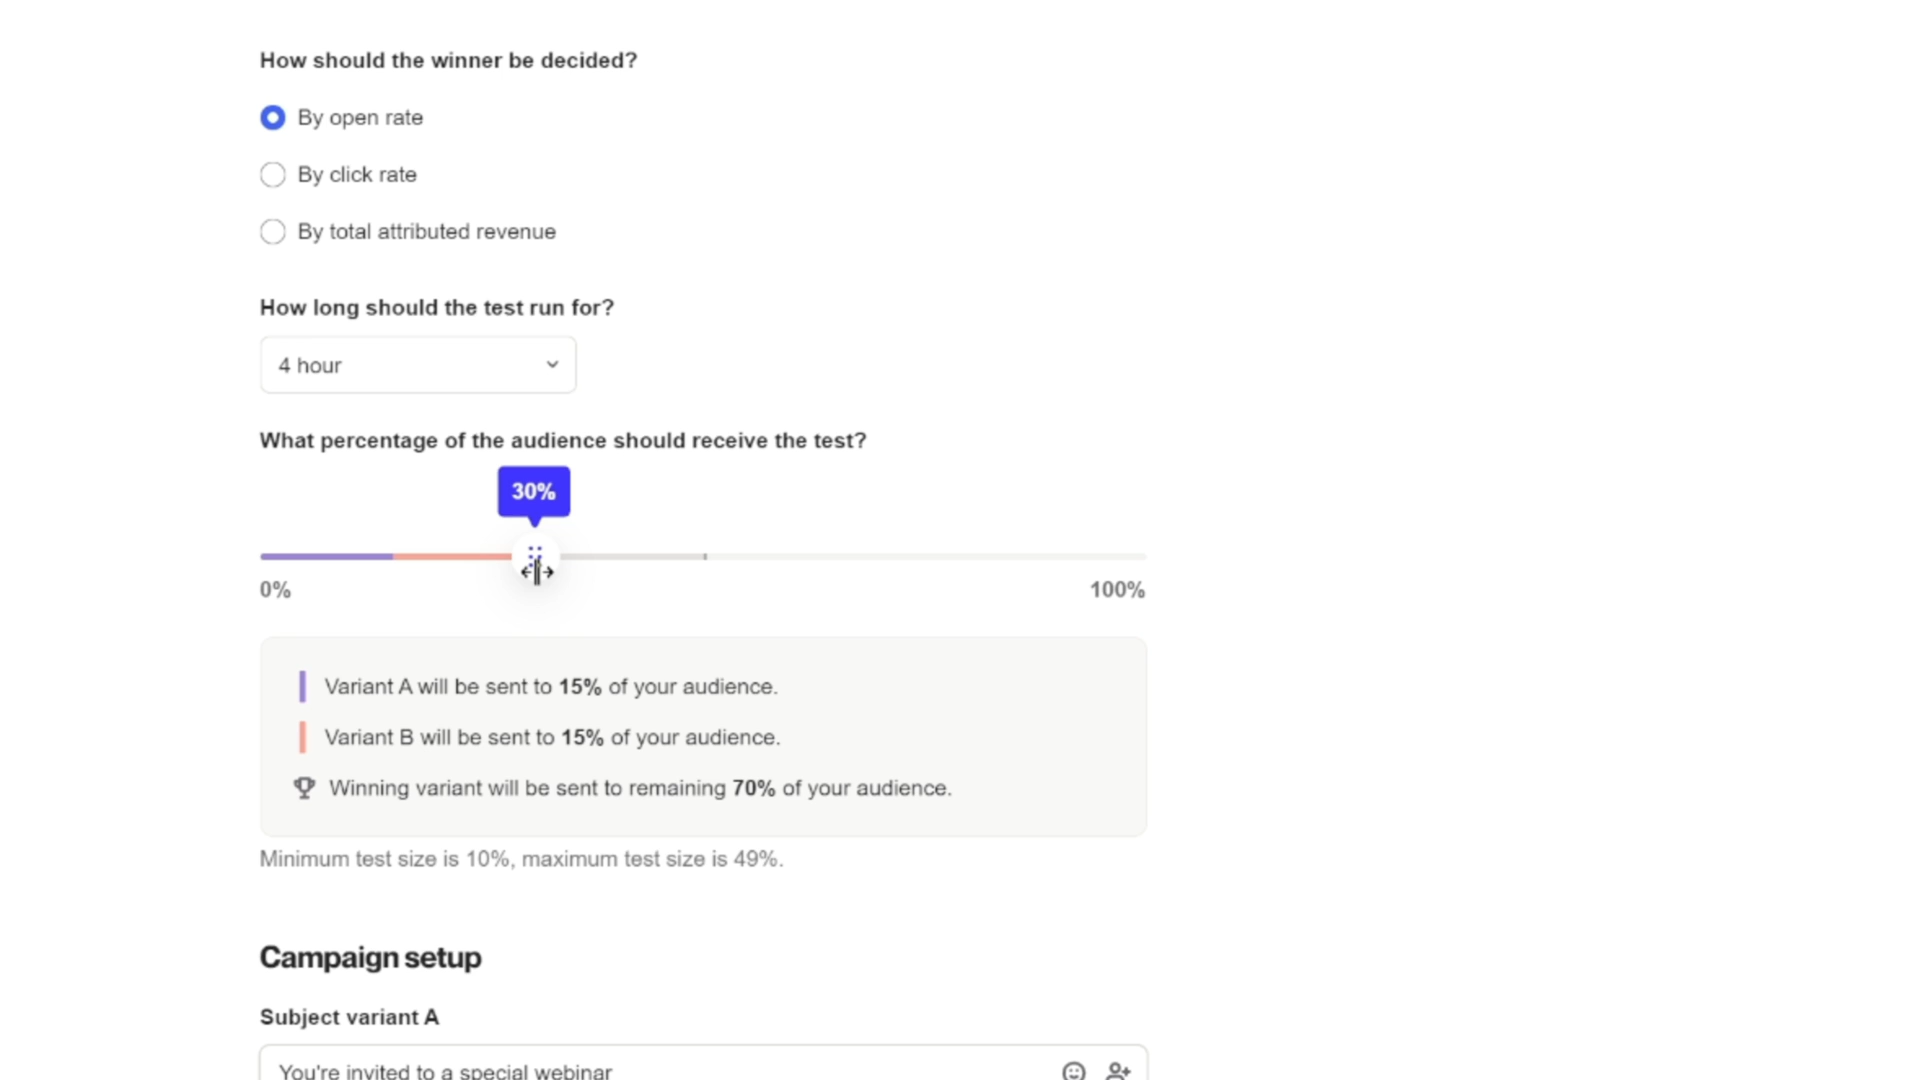 How should the winner be decided?
By open rate
By click rate
By total attributed revenue
How long should the test run for?
4 hour
What percentage of the audience should receive the test?
30%
0%
100%
Variant A will be sent to 15% of your audience.
Variant B will be sent to 15% of your audience.
Winning variant will be sent to remaining 70% of your audience.
Minimum test size is 10%, maximum test size is 49%.
Campaign setup
Subject variant A
You're invited to a special webinar